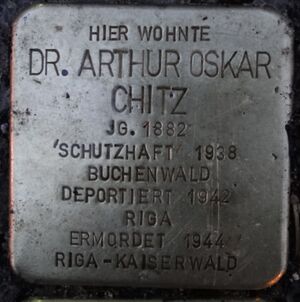 HIER WOHNTE
DR. ARTHUR OSKAR
CHITZ
JG. 1882
'SCHUTZHAFT' 1938
BUCHENWALD
DEPORTIERT 1942
RIGA
ERMORDET 1944
RIGA-KAISERWALD